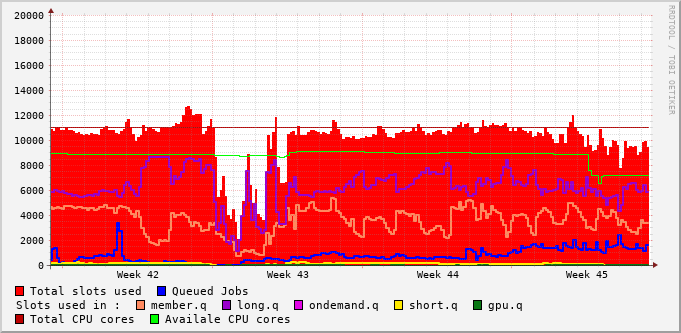 20000
18000
16000
14000
12000
10000
8000
6000
4000
2000
0
Week 42 Week 43 Week 44 Week 45
Total slots used Queued Jobs
Slots used in : member.q long.q ondemand.q short.q gpu.q
Total CPU cores Availale CPU cores
RRDTOOL / TOBI OETIKER